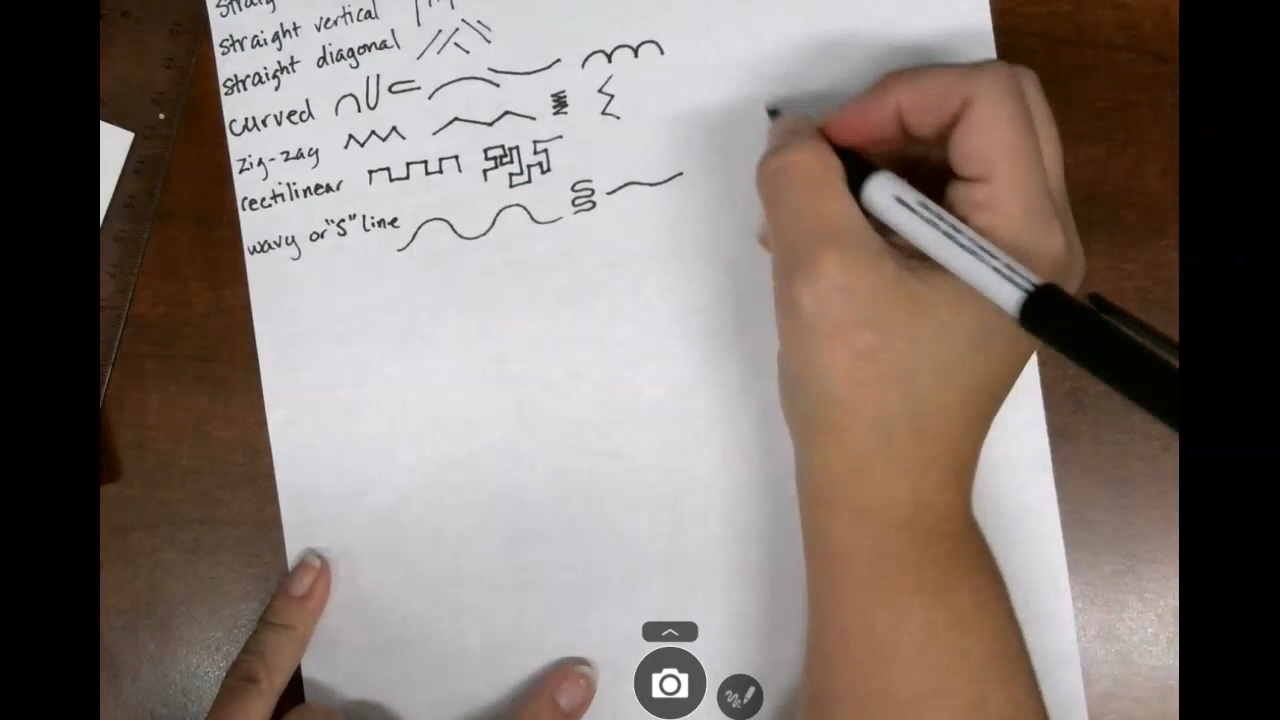 straight vertical
straight diagonal
curved
zig-zag
rectilinear
wavy or "S" line